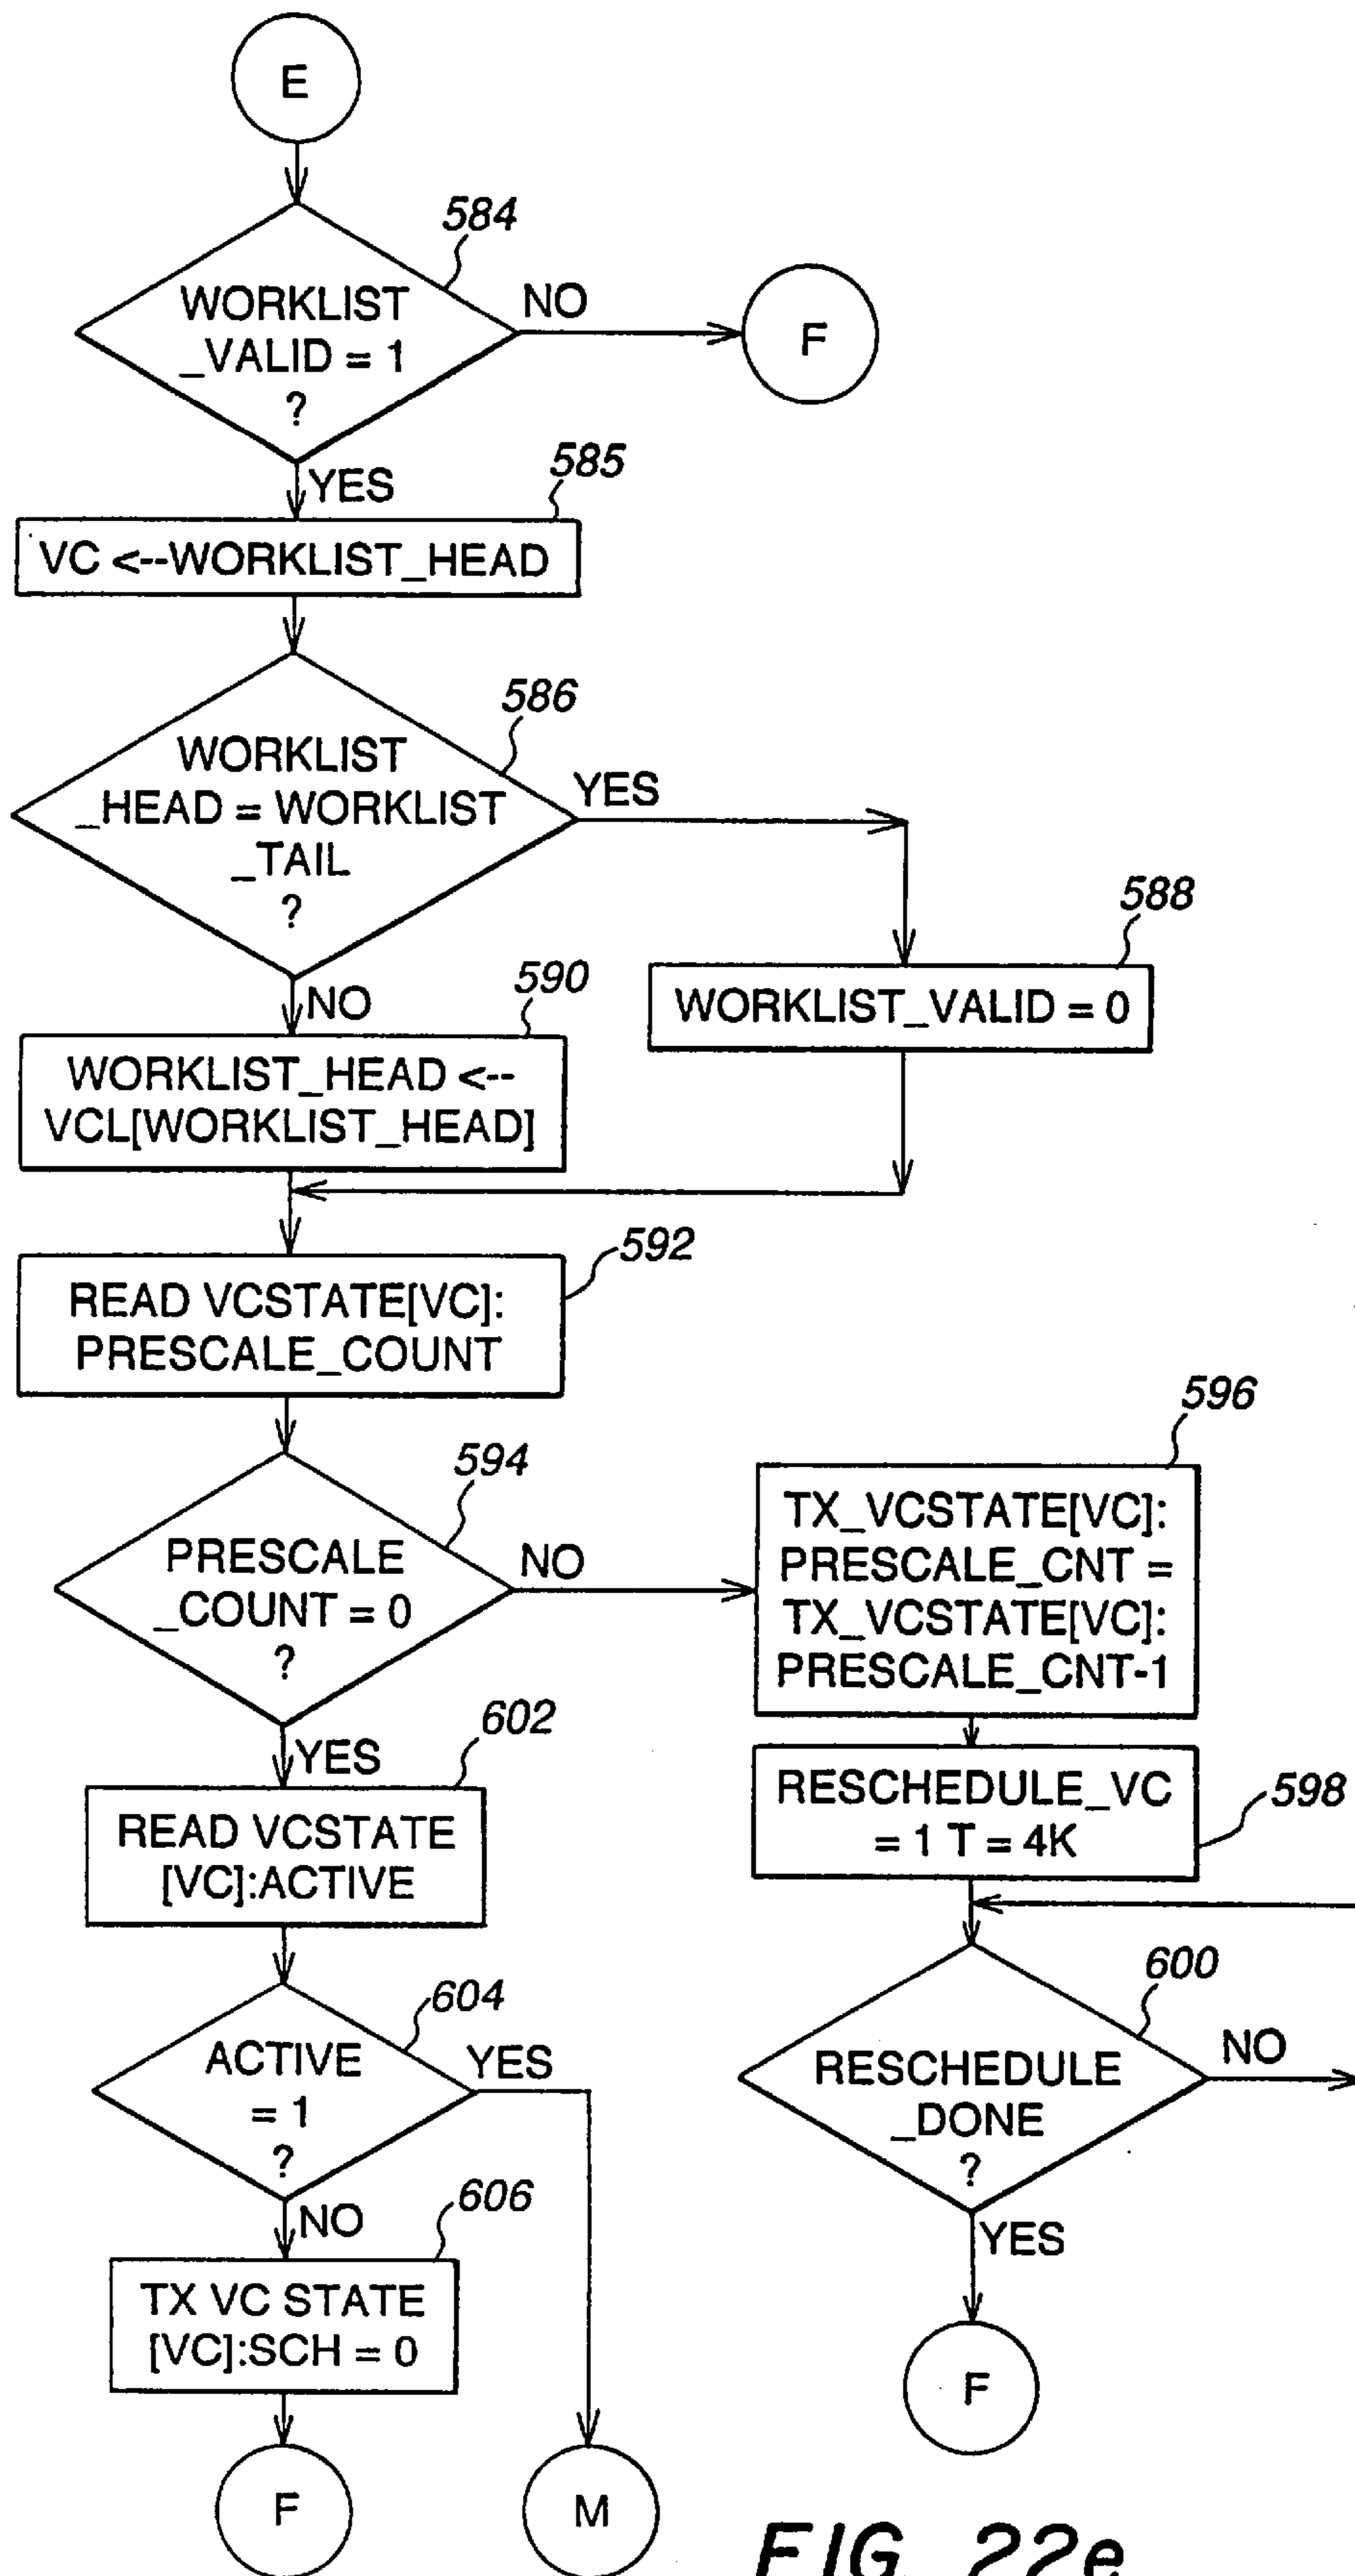 E
584
WORKLIST
_VALID = 1
?
NO
F
YES
585
VC <--WORKLIST_HEAD
586
WORKLIST
_HEAD = WORKLIST
_TAIL
?
YES
588
WORKLIST_VALID = 0
NO
590
WORKLIST_HEAD <--
VCL[WORKLIST_HEAD]
592
READ VCSTATE[VC]:
PRESCALE_COUNT
594
PRESCALE
_COUNT = 0
?
NO
596
TX_VCSTATE[VC]:
PRESCALE_CNT =
TX_VCSTATE[VC]:
PRESCALE_CNT-1
598
RESCHEDULE_VC
= 1 T = 4K
600
RESCHEDULE
_DONE
?
NO
YES
F
YES
602
READ VCSTATE
[VC]:ACTIVE
604
ACTIVE
= 1
?
YES
NO
606
TX VC STATE
[VC]:SCH = 0
F
M
FIG. 22e